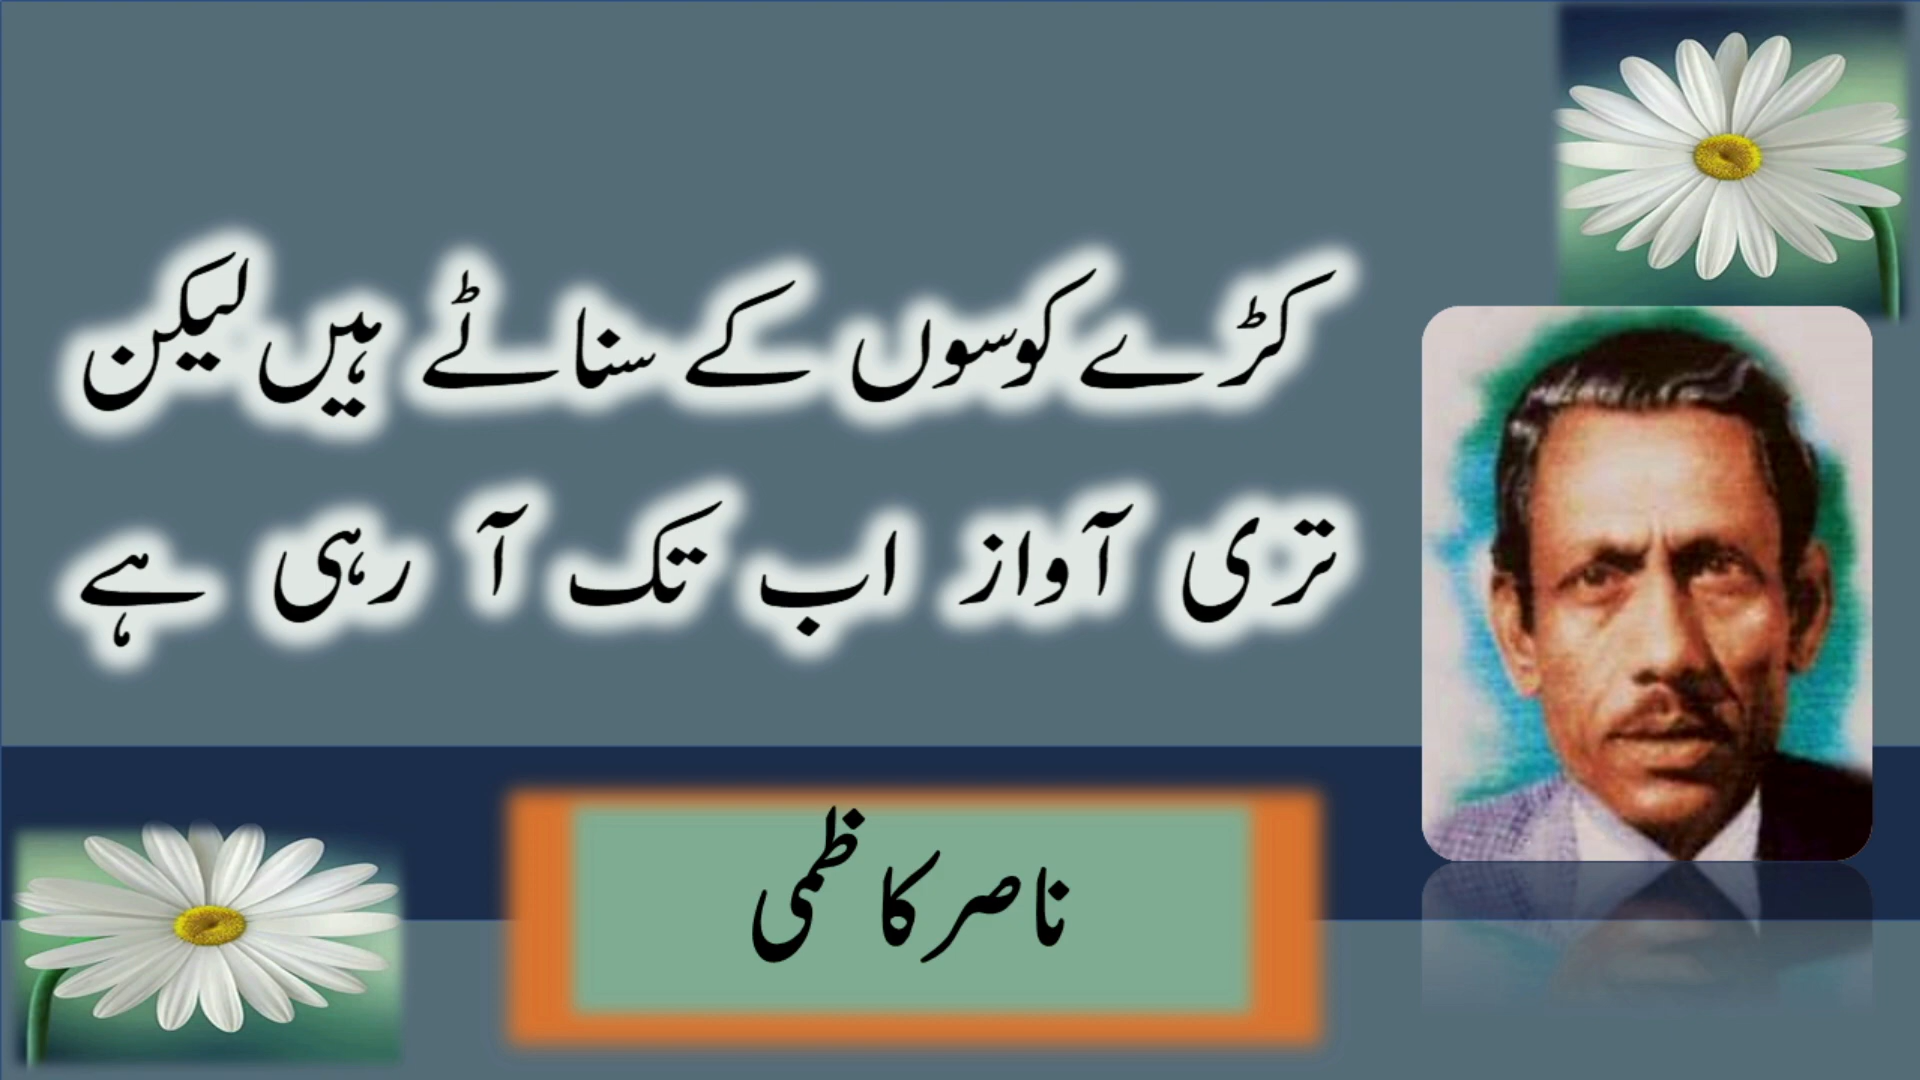 کڑے کوسوں کے سناٹے ہیں لیکن
تری آواز اب تک آ رہی ہے
ناصر کاظمی